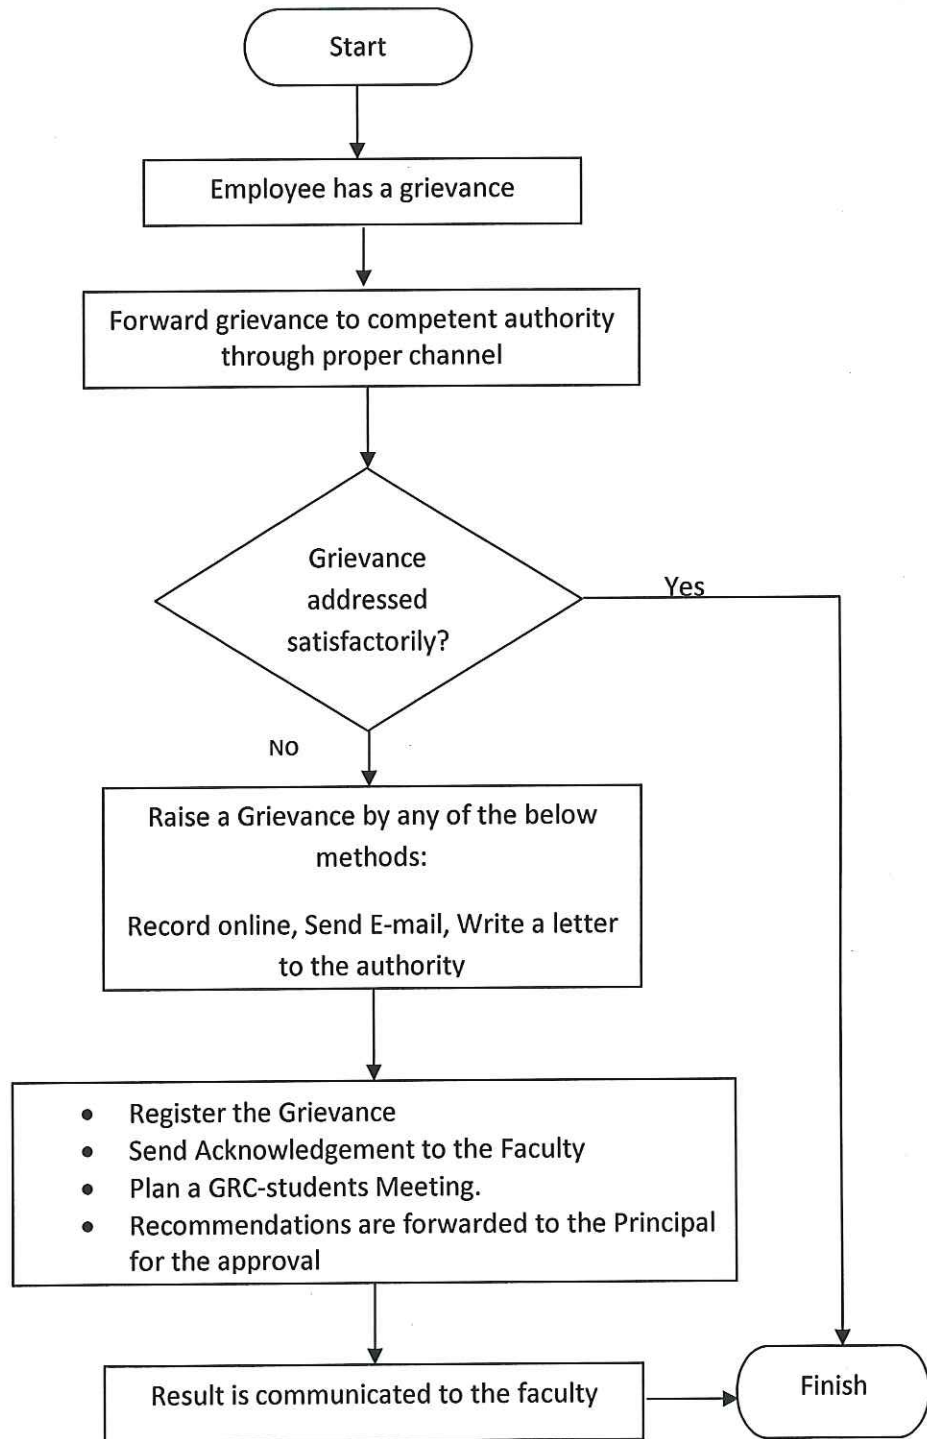 Start
Employee has a grievance
Forward grievance to competent authority
through proper channel
Grievance
addressed
satisfactorily?
Yes
No
Raise a Grievance by any of the below
methods:
Record online, Send E-mail, Write a letter
to the authority
• Register the Grievance
• Send Acknowledgement to the Faculty
• Plan a GRC-students Meeting.
• Recommendations are forwarded to the Principal
for the approval
Result is communicated to the faculty
Finish